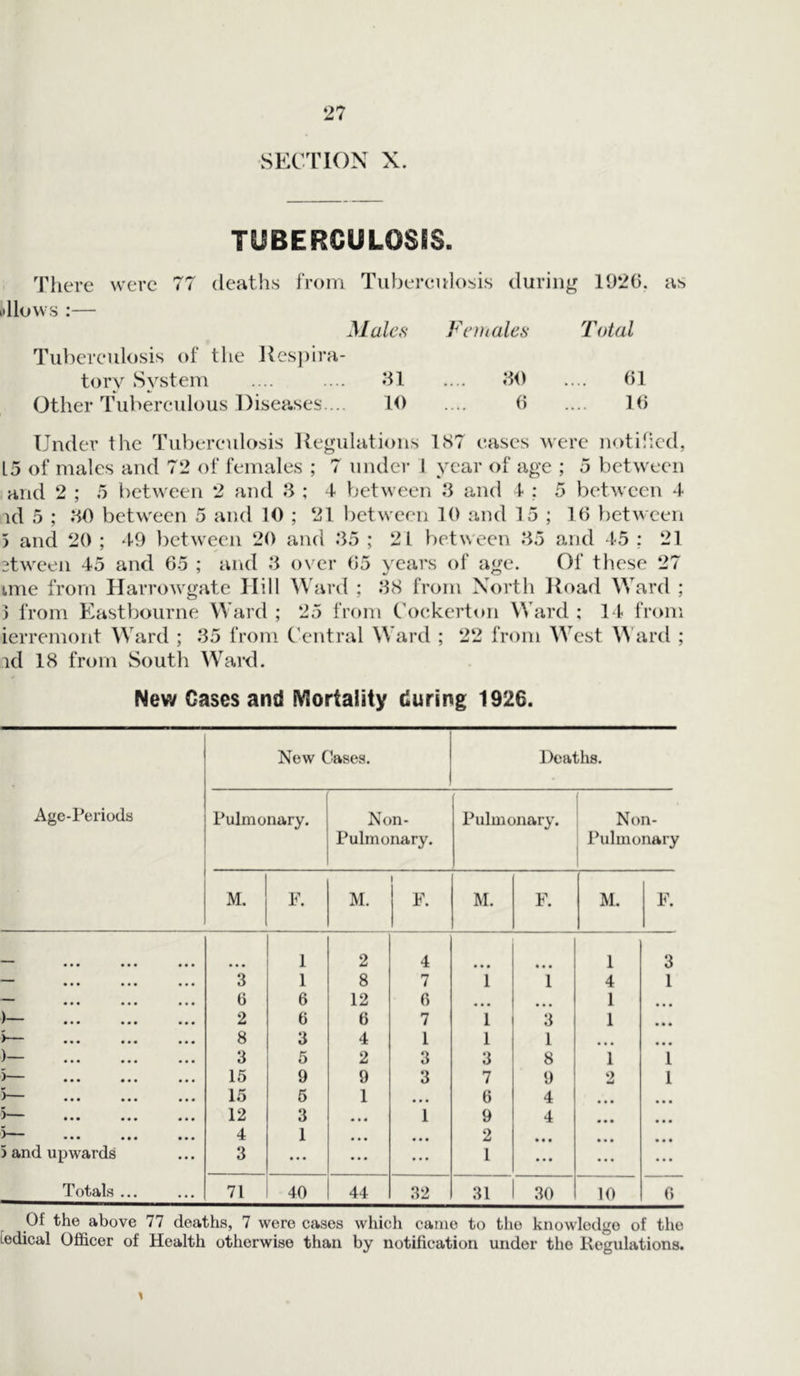 27
SECTION X.
TUBERCULOSIS.
There were 77 deaths from Tuberculosis during 1926, as
llows :—
Males Females Total
Tuberculosis of the Respira-
tory System .... .... 31 .... 30 .... 61
Other Tuberculous Diseases.... 10 .... 6 .... 16
Under the Tuberculosis Regulations 187 cases were notified,
15 of males and 72 of females ; 7 under 1 year of age ; 5 between
and 2 ; 5 between 2 and 3 ; 4 between 3 and 4 ; 5 between 4
nd 5 ; 30 between 5 and 10 ; 21 between 10 and 15 ; 16 between
5 and 20 ; 49 between 20 and 35 ; 21 between 35 and 45 ; 21
etween 45 and 65 ; and 3 over 65 years of age. Of these 27
ame from Harrowgate Hill Ward ; 38 from North Road Ward ;
from Eastbourne Ward ; 25 from Cockerton Ward ; 14 from
ierremont Ward ; 35 from Central Ward ; 22 from West Ward ;
nd 18 from South Ward.
New Cases and Mortality during 1926.
New Cases. Deaths.
Age-Periods Pulmonary. Non-Pulmonary. Pulmonary. Non-Pulmonary
M. F. M. F. M. F. M. F.
— ... ... ... ... 1 2 4 ... ... 1 3
— ... ... ... 3 1 8 7 1 1 4 1
— ... ... ... 6 6 12 6 ... ... 1 ...
)— ... ... ... 2 6 6 7 1 3 1 ...
5— ... ... ... 8 3 4 1 1 1 ... ...
)— ... ... ... 3 5 2 3 3 8 1 1
5— ... ... ... 15 9 9 3 7 9 2 1
5— ... ... ... 15 5 1 ... 6 4 ... ...
5— ... ... ... 12 3 ... 1 9 4 ... ...
5— ... ... ... 4 1 ... ... 2 ... ... ...
5 and upwards ... 3 ... ... ... 1 ... ... ...
Totals ... ... 71 40 44 32 31 30 10 6
Of the above 77 deaths, 7 were cases which came to the knowledge of the
edical Officer of Health otherwise than by notification under the Regulations.